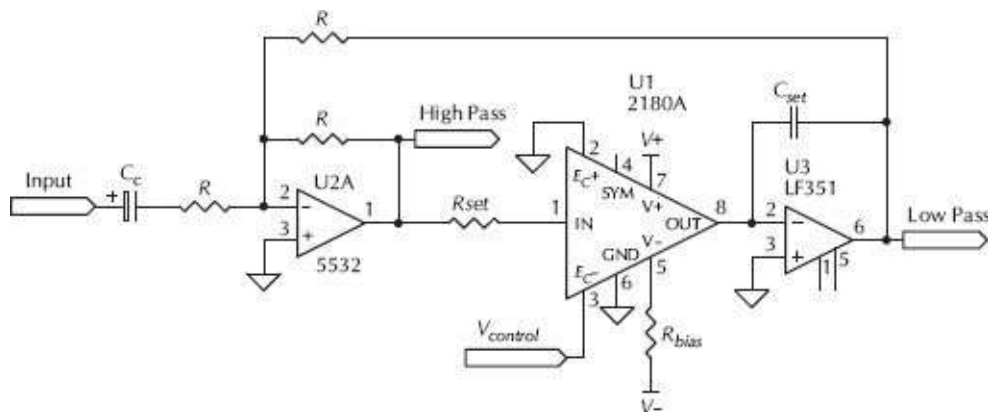 R
U1
2180A
C_set
R
High Pass
V+
2
4
7
U3
LF351
Input
+
C_c
R
2
−
U2A
1
3
+
5532
Rset
1
IN
E_C+
SYM
V+
OUT
8
GND
V−
E_C−
3
6
5
2
−
3
+
6
1
5
Low Pass
V_control
R_bias
V−